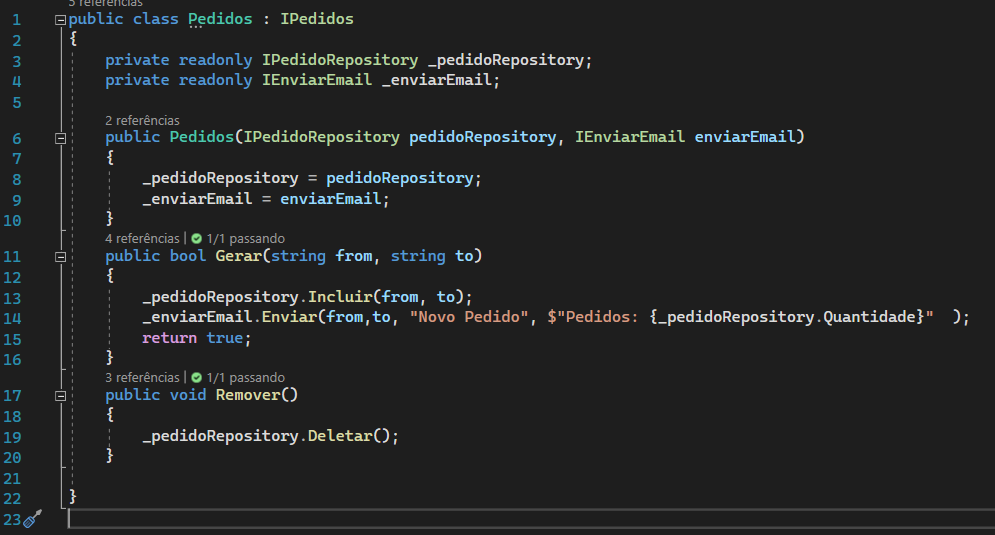 5 referências
1 public class Pedidos : IPedidos
2 {
3 private readonly IPedidoRepository _pedidoRepository;
4 private readonly IEnviarEmail _enviarEmail;
5
2 referências
6 public Pedidos(IPedidoRepository pedidoRepository, IEnviarEmail enviarEmail)
7 {
8 _pedidoRepository = pedidoRepository;
9 _enviarEmail = enviarEmail;
10 }
4 referências | 1/1 passando
11 public bool Gerar(string from, string to)
12 {
13 _pedidoRepository.Incluir(from, to);
14 _enviarEmail.Enviar(from,to, "Novo Pedido", $"Pedidos: {_pedidoRepository.Quantidade}"  );
15 return true;
16 }
3 referências | 1/1 passando
17 public void Remover()
18 {
19 _pedidoRepository.Deletar();
20 }
21
22 }
23